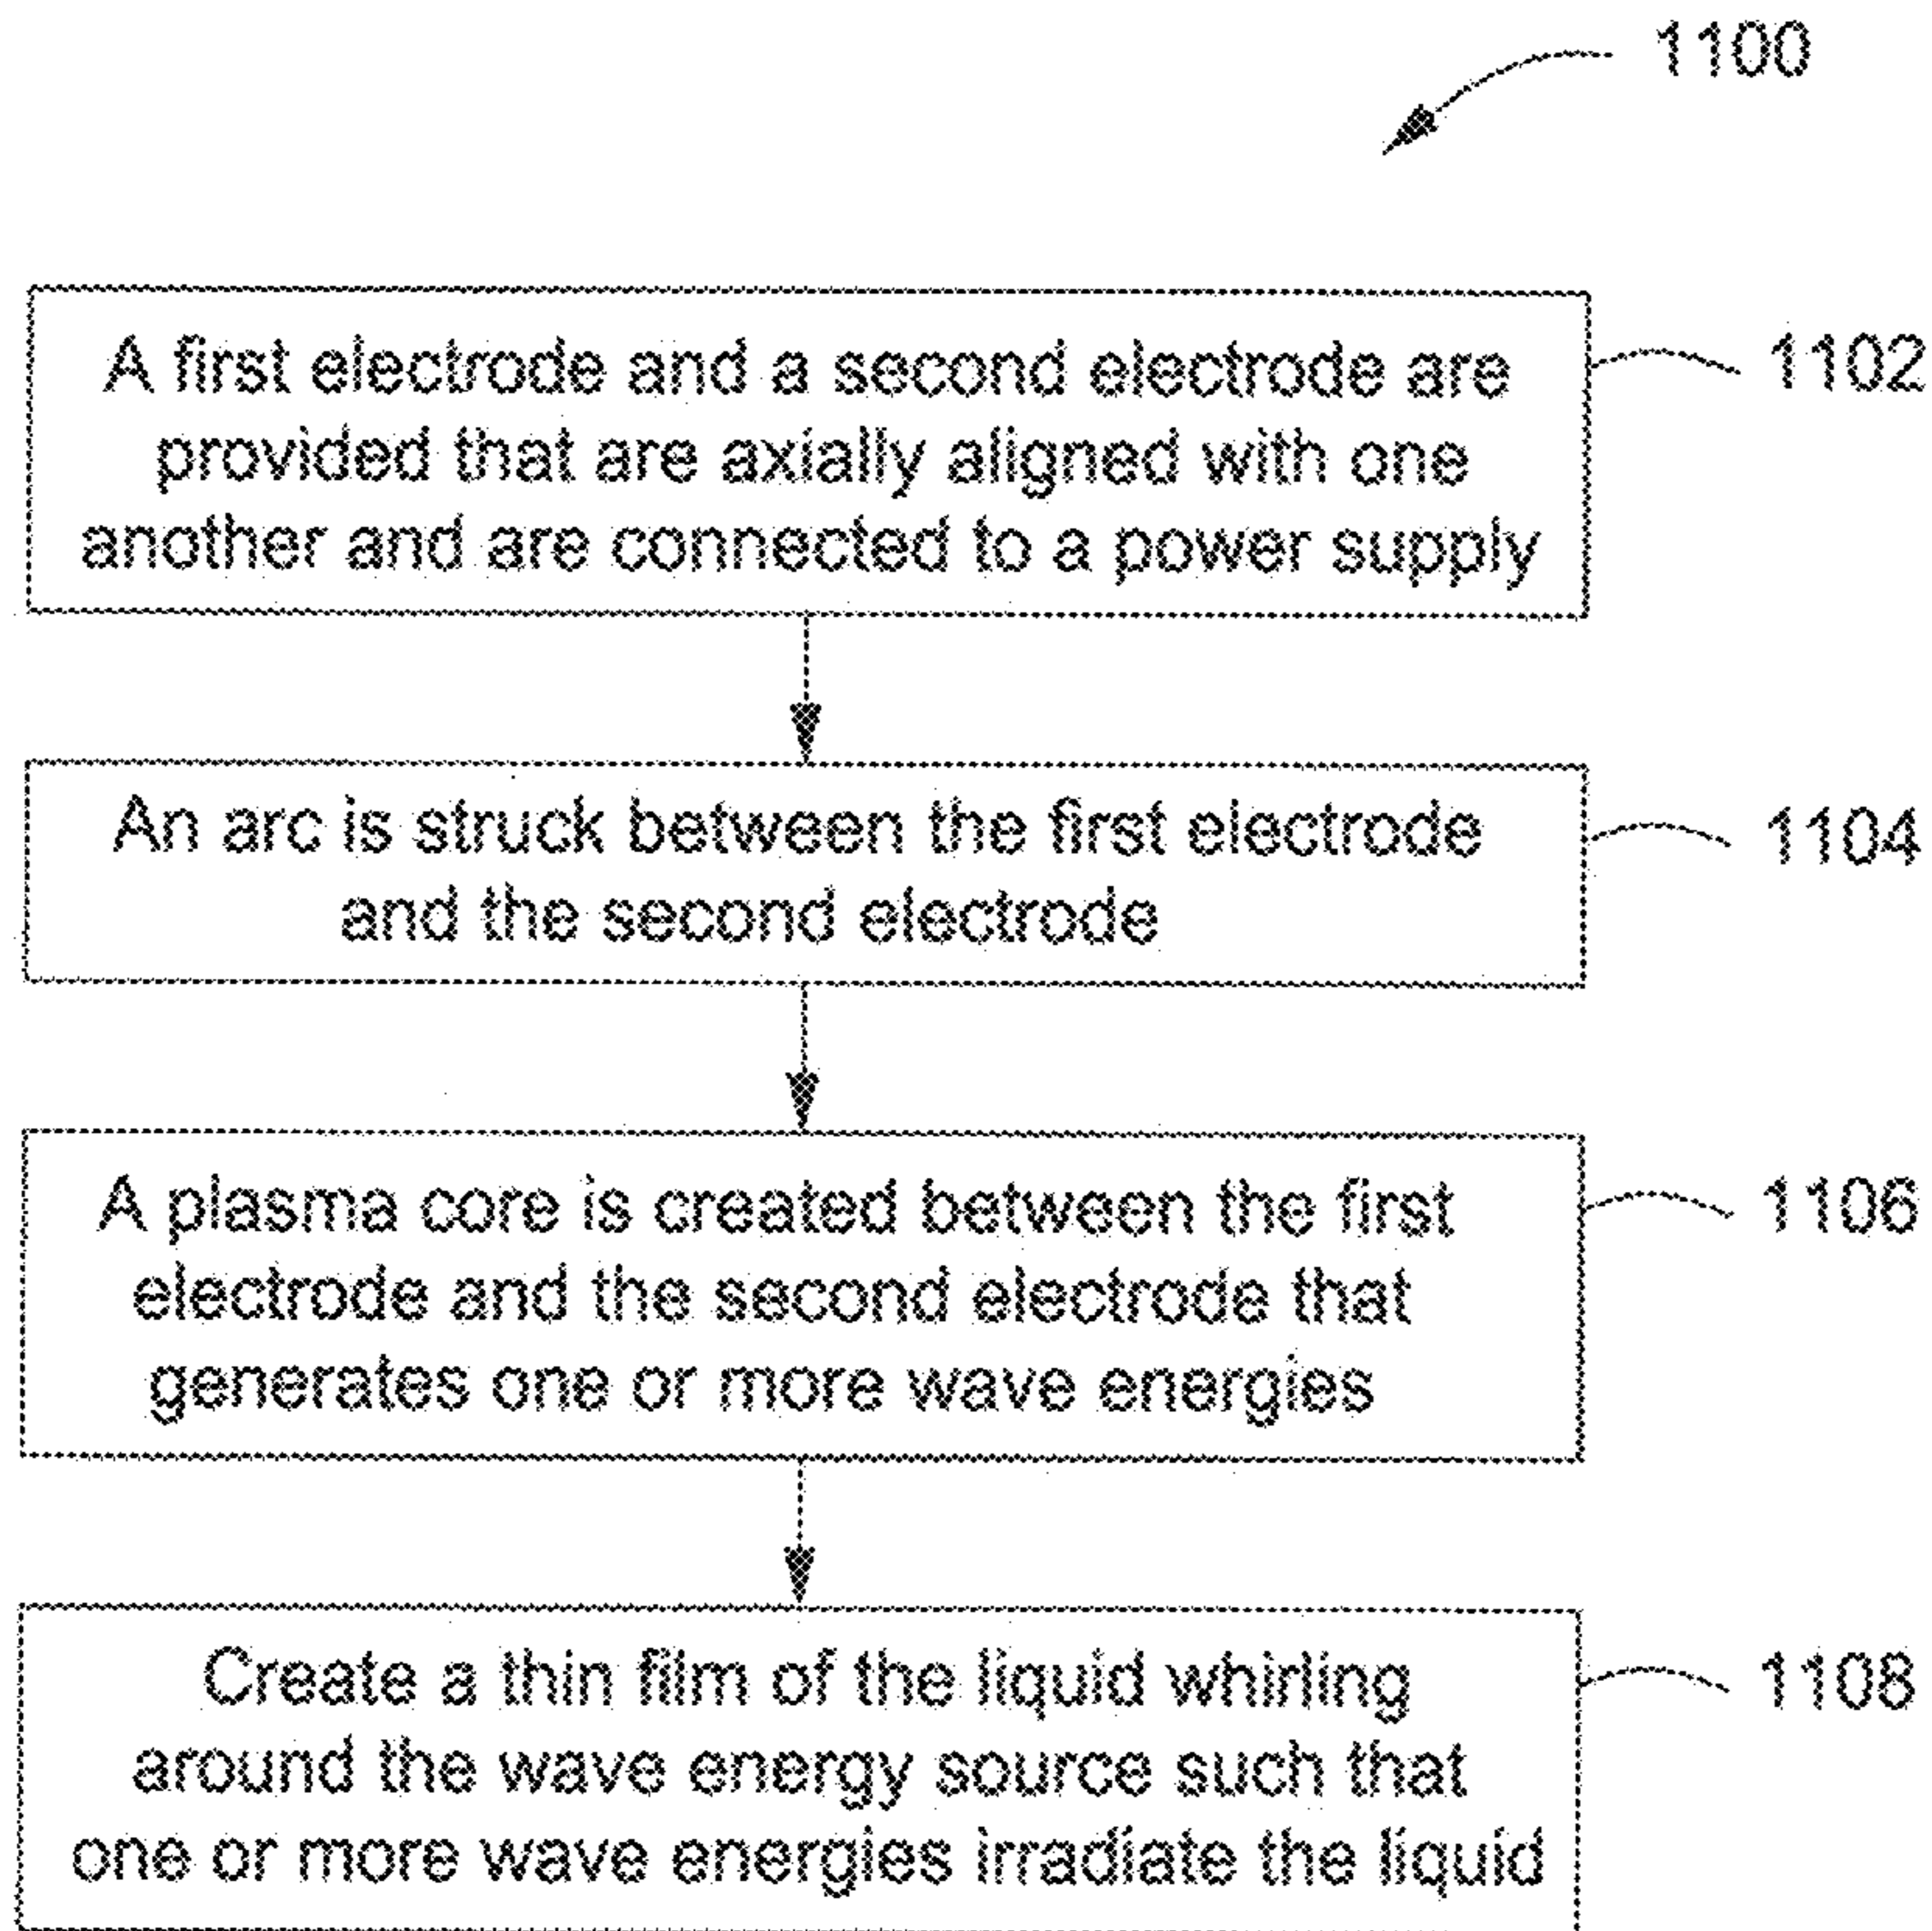 1100
A first electrode and a second electrode are
provided that are axially aligned with one
another and are connected to a power supply
1102
An arc is struck between the first electrode
and the second electrode
1104
A plasma core is created between the first
electrode and the second electrode that
generates one or more wave energies
1106
Create a thin film of the liquid whirling
around the wave energy source such that
one or more wave energies irradiate the liquid
1108